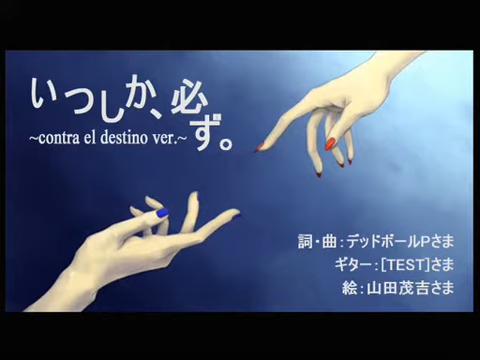 いつしか、必ず。
~contra el destino ver.~
詞・曲：デッドボールPさま
ギター：[TEST]さま
絵：山田茂吉さま